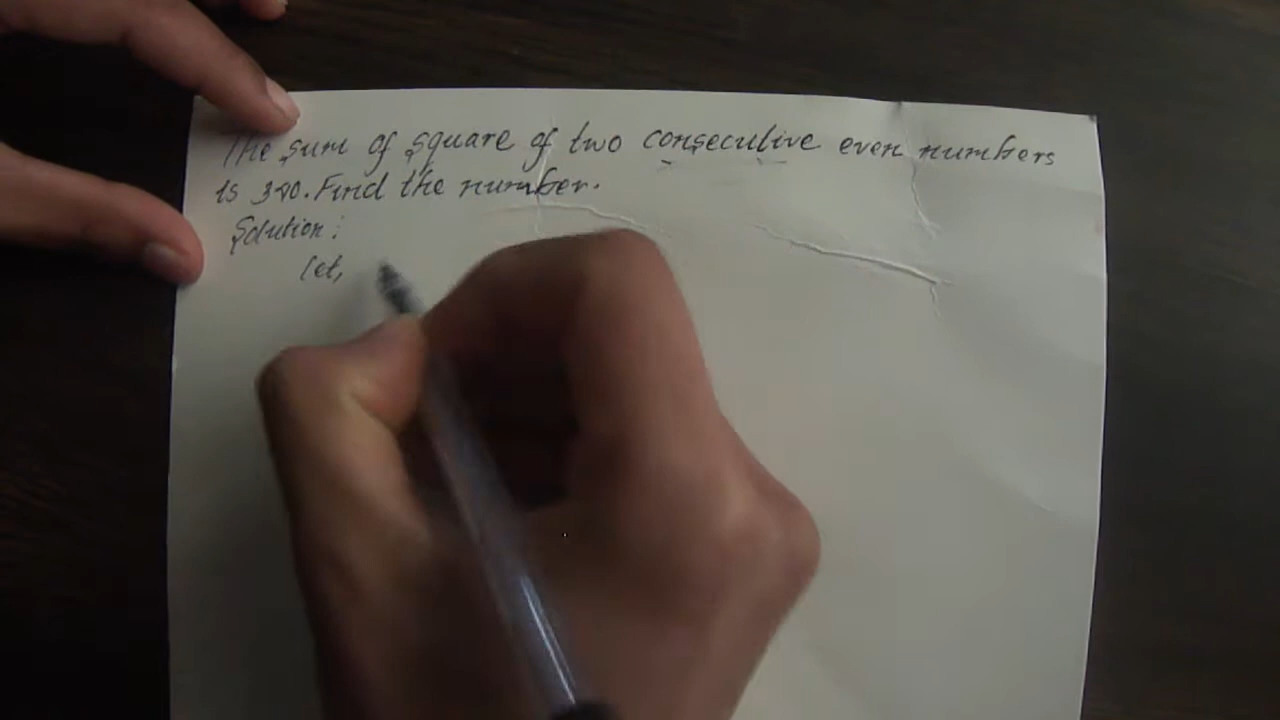 The sum of square of two consecutive even numbers
is 340. Find the number.
Solution:
let,